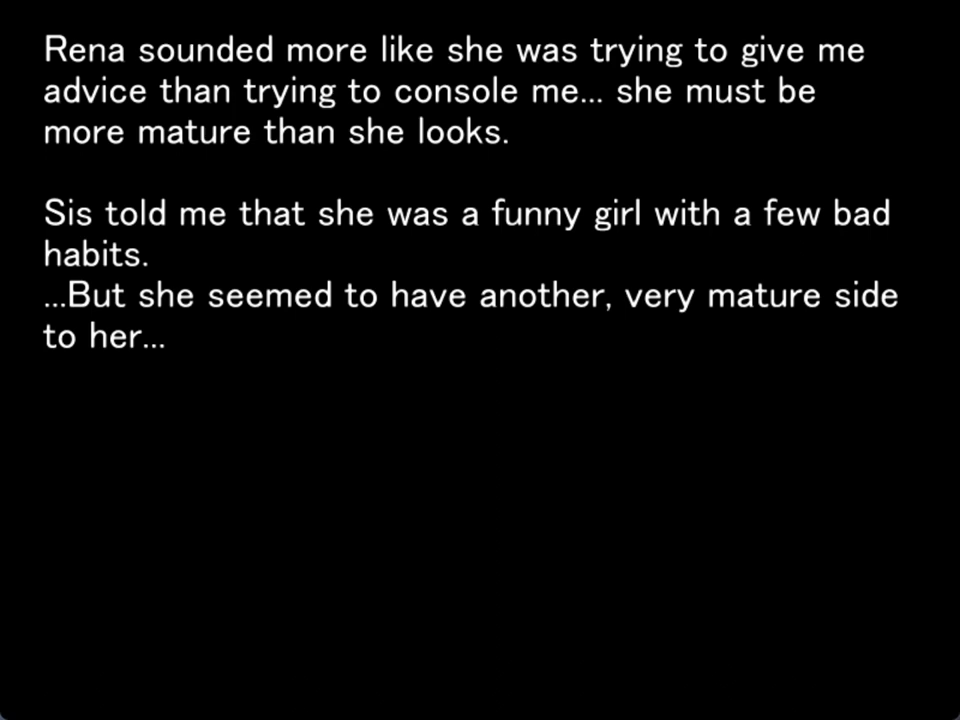 Rena sounded more like she was trying to give me
advice than trying to console me... she must be
more mature than she looks.
Sis told me that she was a funny girl with a few bad
habits.
...But she seemed to have another, very mature side
to her...